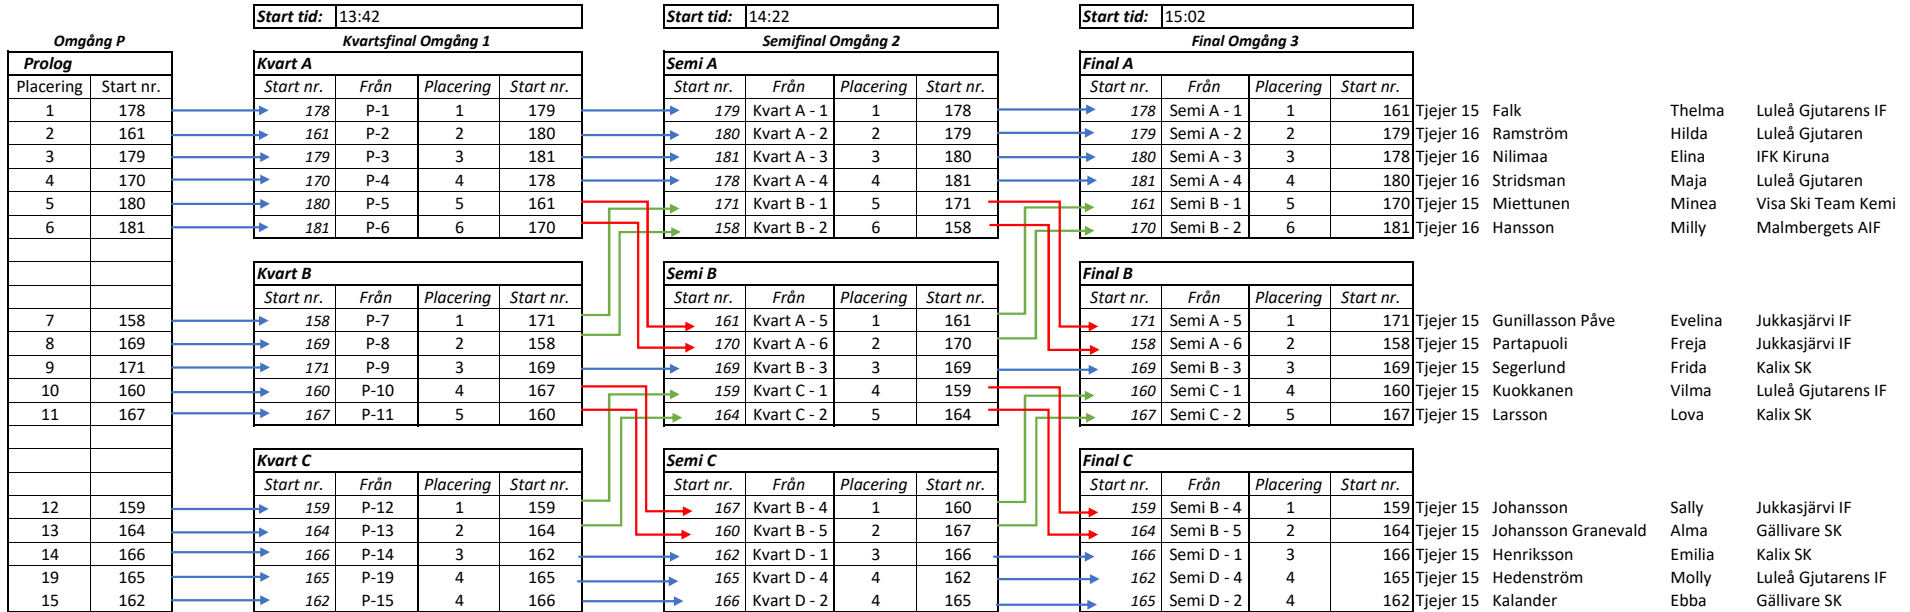 Start tid: 13:42 Start tid: 14:22 Start tid: 15:02
Omgång P Kvartsfinal Omgång 1 Semifinal Omgång 2 Final Omgång 3
Prolog Kvart A Semi A Final A
Placering Start nr. Start nr. Från Placering Start nr. Start nr. Från Placering Start nr. Start nr. Från Placering Start nr.
1 178 178 P-1 1 179 179 Kvart A - 1 1 178 178 Semi A - 1 1 161 Tjejer 15 Falk Thelma Luleå Gjutarens IF
2 161 161 P-2 2 180 180 Kvart A - 2 2 179 179 Semi A - 2 2 179 Tjejer 16 Ramström Hilda Luleå Gjutaren
3 179 179 P-3 3 181 181 Kvart A - 3 3 180 180 Semi A - 3 3 178 Tjejer 16 Nilimaa Elina IFK Kiruna
4 170 170 P-4 4 178 178 Kvart A - 4 4 181 181 Semi A - 4 4 180 Tjejer 16 Stridsman Maja Luleå Gjutaren
5 180 180 P-5 5 161 171 Kvart B - 1 5 171 161 Semi B - 1 5 170 Tjejer 15 Miettunen Minea Visa Ski Team Kemi
6 181 181 P-6 6 170 158 Kvart B - 2 6 158 170 Semi B - 2 6 181 Tjejer 16 Hansson Milly Malmbergets AIF
Kvart B Semi B Final B
Start nr. Från Placering Start nr. Start nr. Från Placering Start nr. Start nr. Från Placering Start nr.
7 158 158 P-7 1 171 161 Kvart A - 5 1 161 171 Semi A - 5 1 171 Tjejer 15 Gunillasson Påve Evelina Jukkasjärvi IF
8 169 169 P-8 2 158 170 Kvart A - 6 2 170 158 Semi A - 6 2 158 Tjejer 15 Partapuoli Freja Jukkasjärvi IF
9 171 171 P-9 3 169 169 Kvart B - 3 3 169 169 Semi B - 3 3 169 Tjejer 15 Segerlund Frida Kalix SK
10 160 160 P-10 4 167 159 Kvart C - 1 4 159 160 Semi C - 1 4 160 Tjejer 15 Kuokkanen Vilma Luleå Gjutarens IF
11 167 167 P-11 5 160 164 Kvart C - 2 5 164 167 Semi C - 2 5 167 Tjejer 15 Larsson Lova Kalix SK
Kvart C Semi C Final C
Start nr. Från Placering Start nr. Start nr. Från Placering Start nr. Start nr. Från Placering Start nr.
12 159 159 P-12 1 159 167 Kvart B - 4 1 160 159 Semi B - 4 1 159 Tjejer 15 Johansson Sally Jukkasjärvi IF
13 164 164 P-13 2 164 160 Kvart B - 5 2 167 164 Semi B - 5 2 164 Tjejer 15 Johansson Granevald Alma Gällivare SK
14 166 166 P-14 3 162 162 Kvart D - 1 3 166 166 Semi D - 1 3 166 Tjejer 15 Henriksson Emilia Kalix SK
19 165 165 P-19 4 165 165 Kvart D - 4 4 162 162 Semi D - 4 4 165 Tjejer 15 Hedenström Molly Luleå Gjutarens IF
15 162 162 P-15 4 166 166 Kvart D - 2 4 165 165 Semi D - 2 4 162 Tjejer 15 Kalander Ebba Gällivare SK